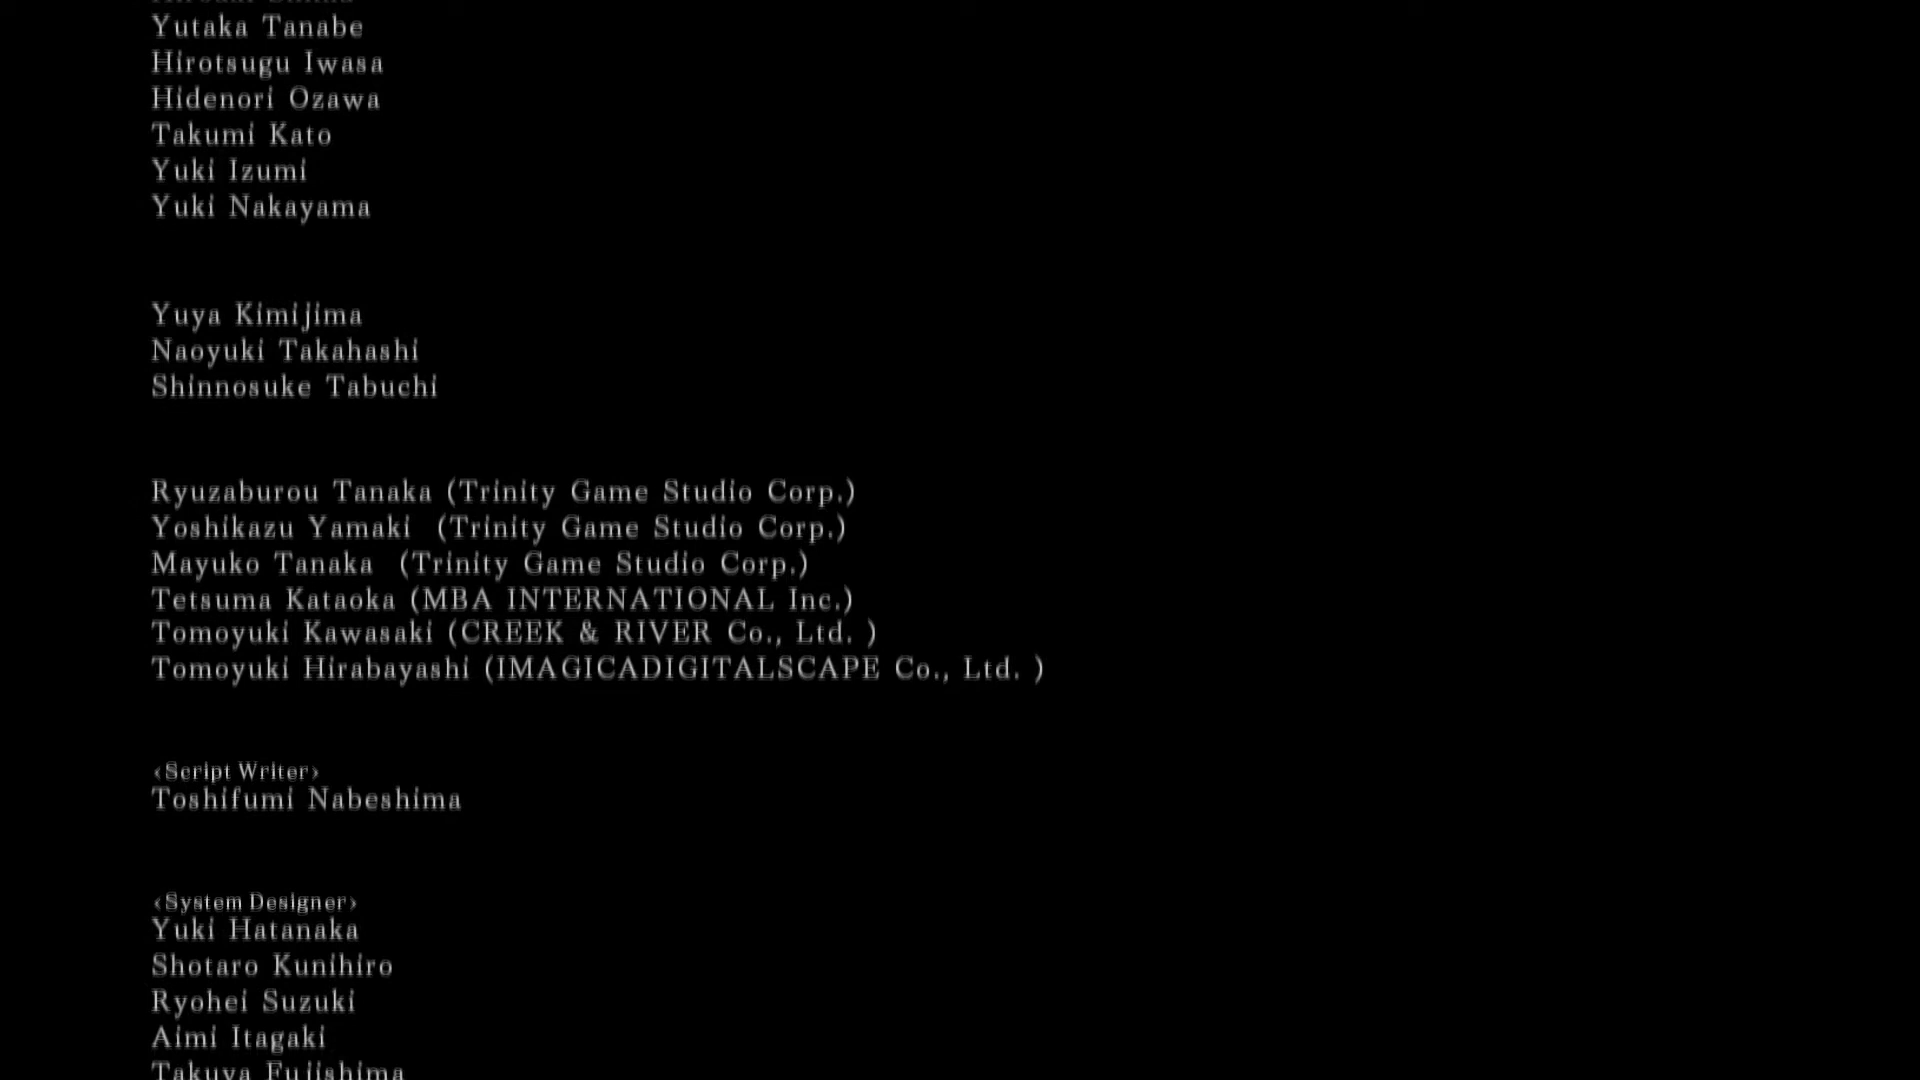 Yutaka Tanabe
Hirotsugu Iwasa
Hidenori Ozawa
Takumi Kato
Yuki Izumi
Yuki Nakayama
Yuya Kimijima
Naoyuki Takahashi
Shinnosuke Tabuchi
Ryuzaburou Tanaka (Trinity Game Studio Corp.)
Yoshikazu Yamaki (Trinity Game Studio Corp.)
Mayuko Tanaka (Trinity Game Studio Corp.)
Tetsuma Kataoka (MBA INTERNATIONAL Inc.)
Tomoyuki Kawasaki (CREEK & RIVER Co., Ltd. )
Tomoyuki Hirabayashi (IMAGICADIGITALSCAPE Co., Ltd. )
<Script Writer>
Toshifumi Nabeshima
<System Designer>
Yuki Hatanaka
Shotaro Kunihiro
Ryohei Suzuki
Aimi Itagaki
Takuya Fujishima